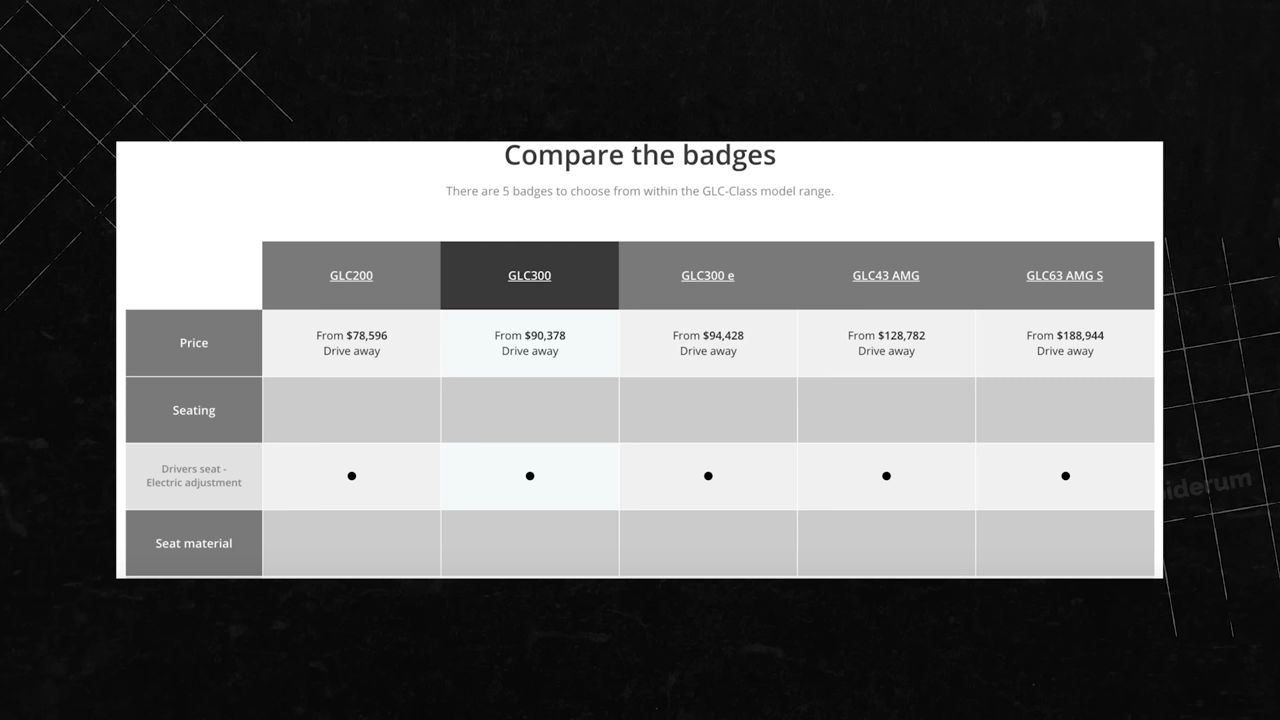 Compare the badges
There are 5 badges to choose from within the GLC-Class model range.
GLC200 GLC300 GLC300 e GLC43 AMG GLC63 AMG S
Price
From $78,596
Drive away
From $90,378
Drive away
From $94,428
Drive away
From $128,782
Drive away
From $188,944
Drive away
Seating
Drivers seat -
Electric adjustment
Seat material